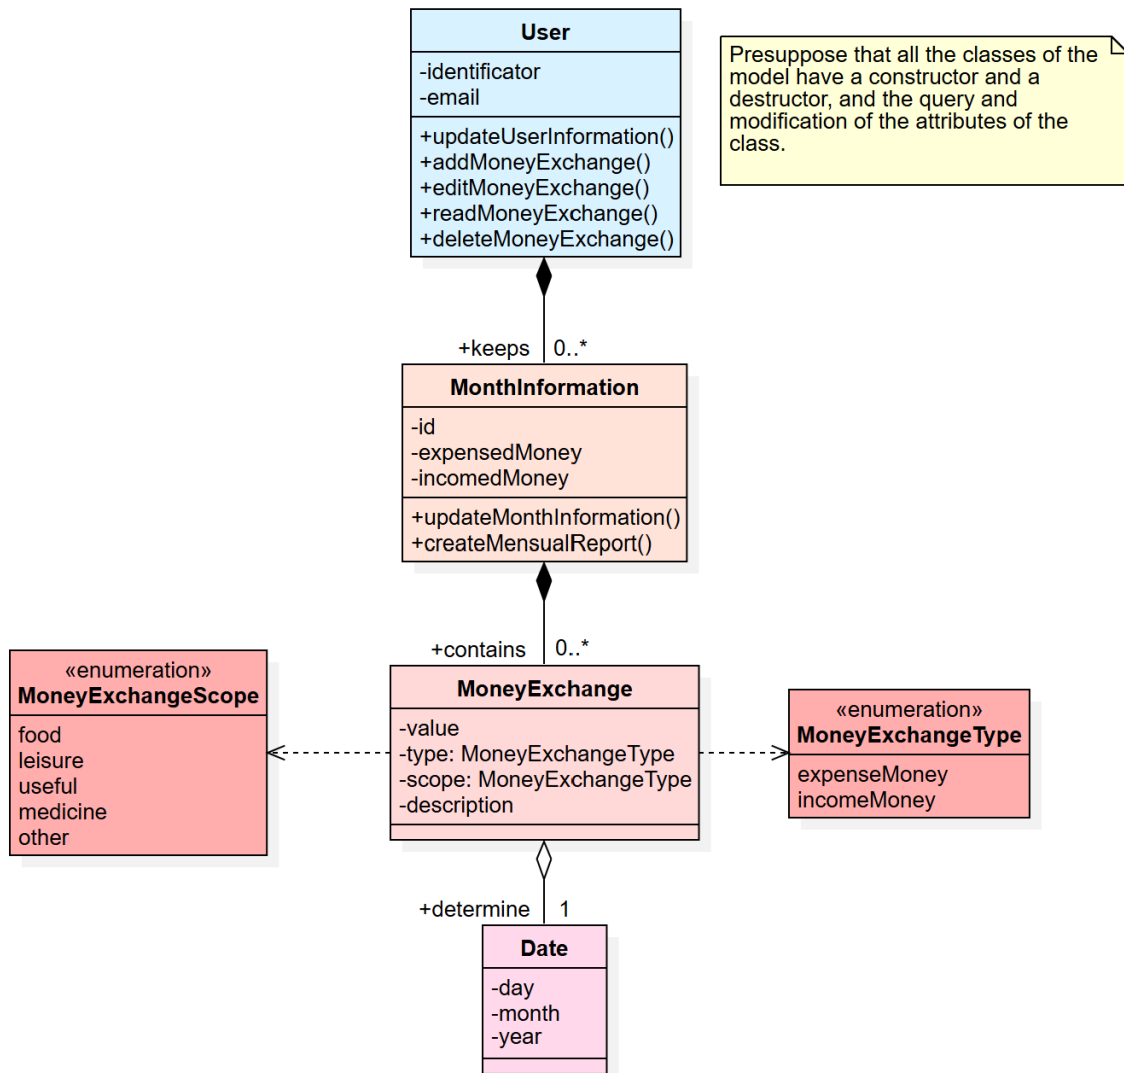 User
-identificator
-email
+updateUserInformation()
+addMoneyExchange()
+editMoneyExchange()
+readMoneyExchange()
+deleteMoneyExchange()
Presuppose that all the classes of the
model have a constructor and a
destructor, and the query and
modification of the attributes of the
class.
+keeps 0..*
MonthInformation
-id
-expensedMoney
-incomedMoney
+updateMonthInformation()
+createMensualReport()
+contains 0..*
«enumeration»
MoneyExchangeScope
food
leisure
useful
medicine
other
MoneyExchange
-value
-type: MoneyExchangeType
-scope: MoneyExchangeType
-description
«enumeration»
MoneyExchangeType
expenseMoney
incomeMoney
+determine 1
Date
-day
-month
-year